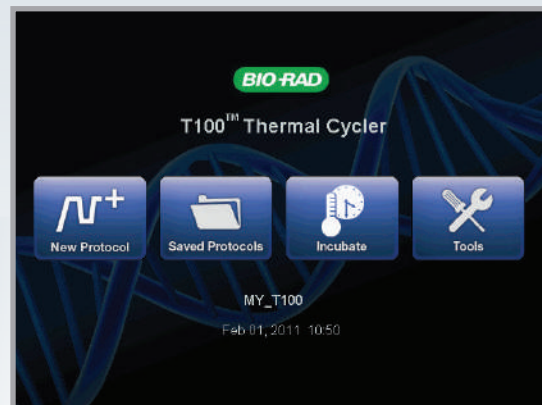 BIO-RAD
T100™ Thermal Cycler
New Protocol
Saved Protocols
Incubate
Tools
MY_T100
Feb 01, 2011 10:50